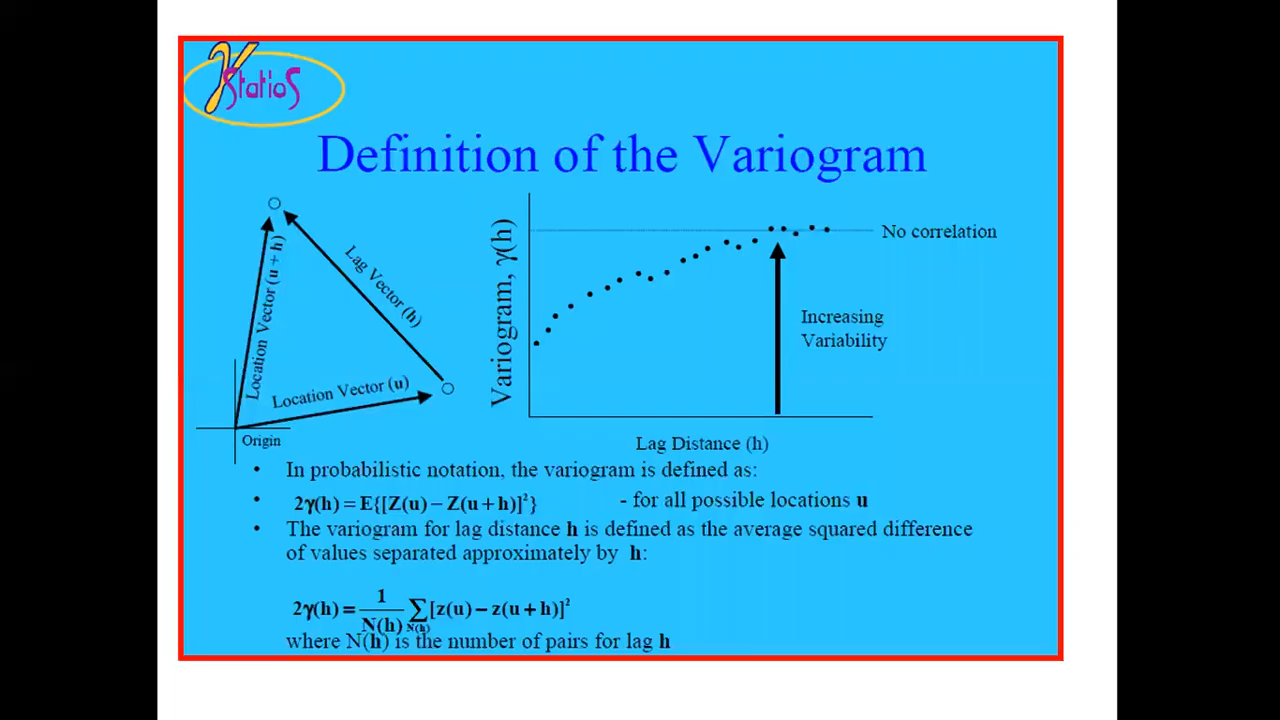 γstatios
Definition of the Variogram
Location Vector (u + h)
Lag Vector (h)
Location Vector (u)
Origin
Variogram, γ(h)
No correlation
Increasing
Variability
Lag Distance (h)
• In probabilistic notation, the variogram is defined as:
• 2γ(h) = E{[Z(u) – Z(u + h)]²} - for all possible locations u
• The variogram for lag distance h is defined as the average squared difference
of values separated approximately by h:
2γ(h) = 1/N(h) ∑N(h) [z(u) – z(u + h)]²
where N(h) is the number of pairs for lag h